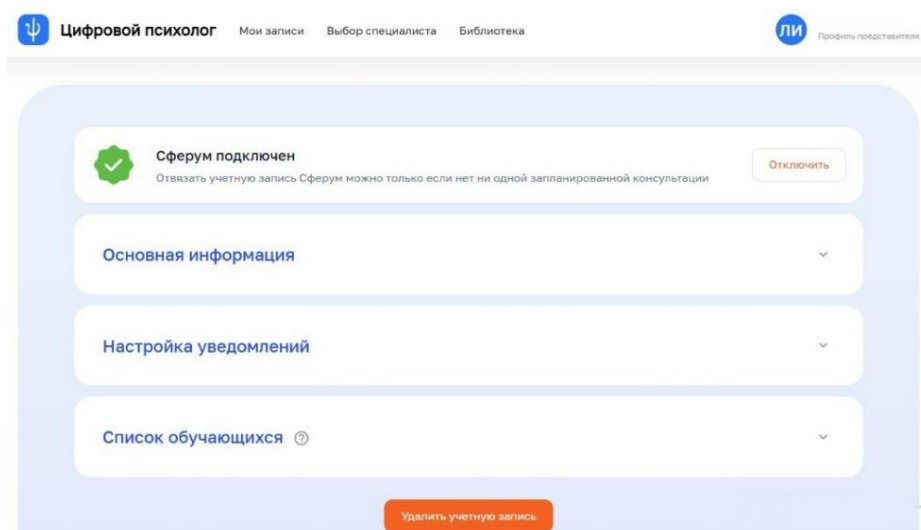 Цифровой психолог Мои записи Выбор специалиста Библиотека ЛИ
Профиль представителя
Сферум подключен
Отвязать учетную запись Сферум можно только если нет ни одной запланированной консультации
Отключить
Основная информация
Настройка уведомлений
Список обучающихся ?
Удалить учетную запись